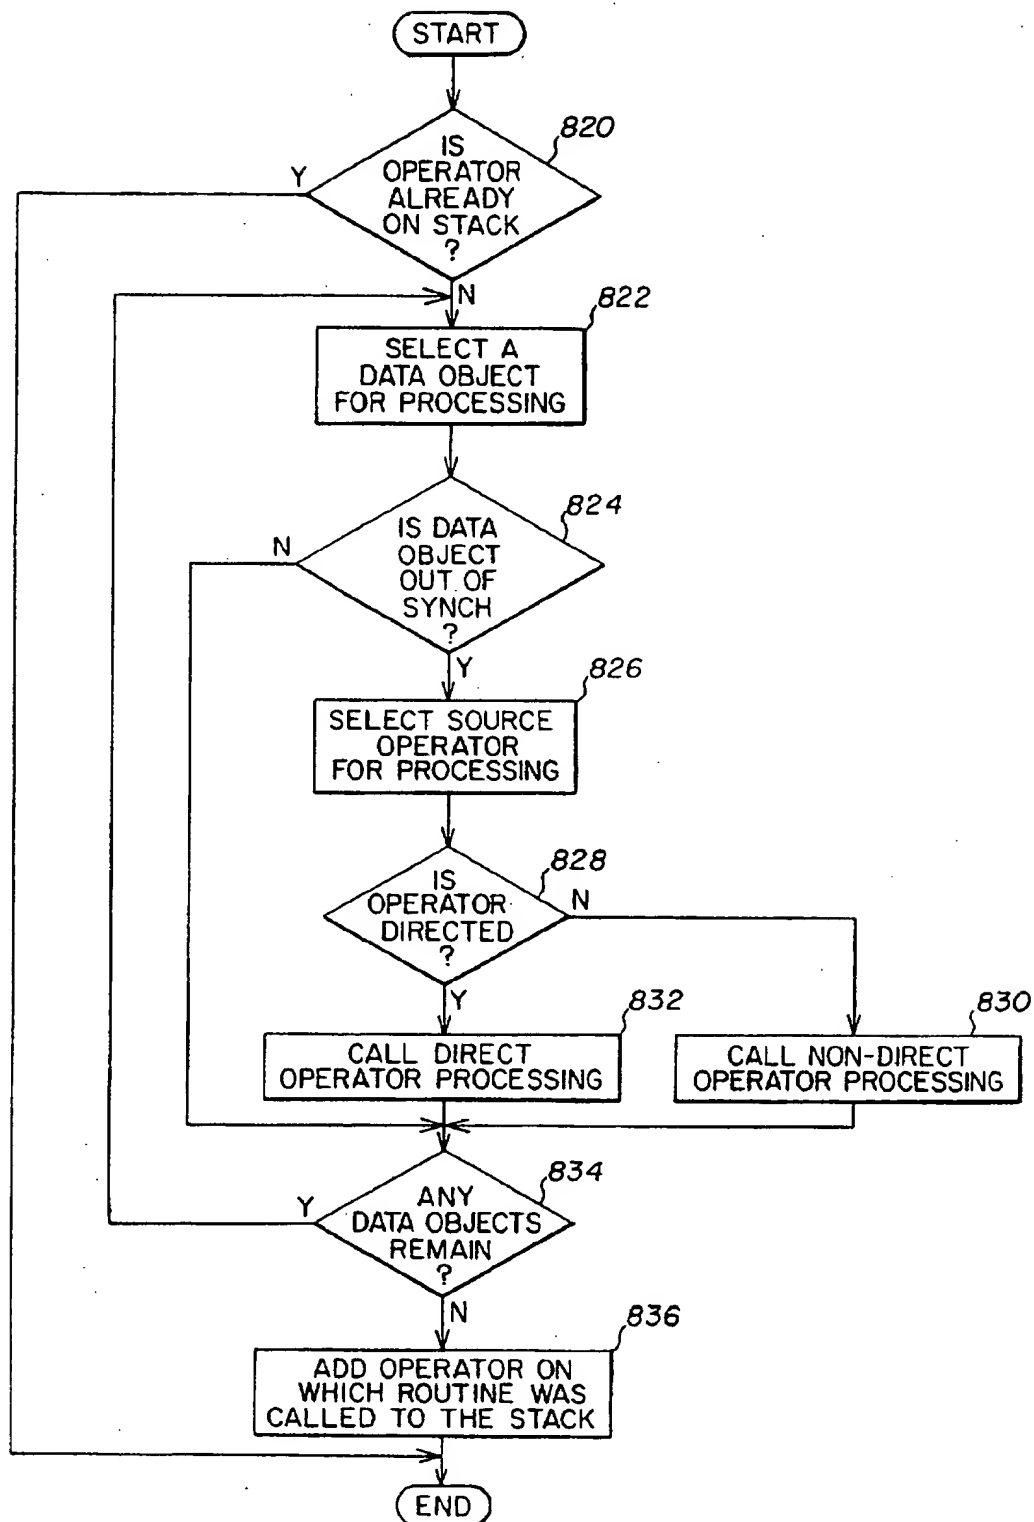 START
820
IS
OPERATOR
ALREADY
ON STACK
?
Y
N
822
SELECT A
DATA OBJECT
FOR PROCESSING
824
IS DATA
OBJECT
OUT OF
SYNCH
?
N
Y
826
SELECT SOURCE
OPERATOR
FOR PROCESSING
828
IS
OPERATOR
DIRECTED
?
N
Y
832
CALL DIRECT
OPERATOR PROCESSING
830
CALL NON-DIRECT
OPERATOR PROCESSING
834
ANY
DATA OBJECTS
REMAIN
?
Y
N
836
ADD OPERATOR ON
WHICH ROUTINE WAS
CALLED TO THE STACK
END